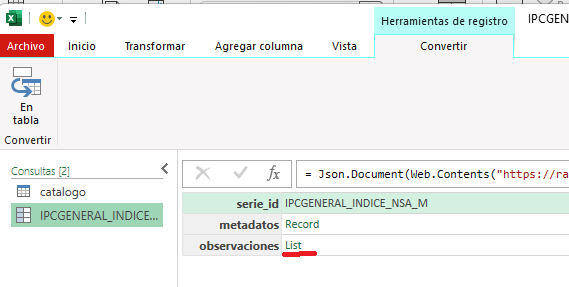 Herramientas de registro
IPCGEN
Archivo Inicio Transformar Agregar columna Vista Convertir
En
tabla
Convertir
Consultas [2]
catalogo
IPCGENERAL_INDICE...
fx = Json.Document(Web.Contents("https://ra
serie_id IPCGENERAL_INDICE_NSA_M
metadatos Record
observaciones List